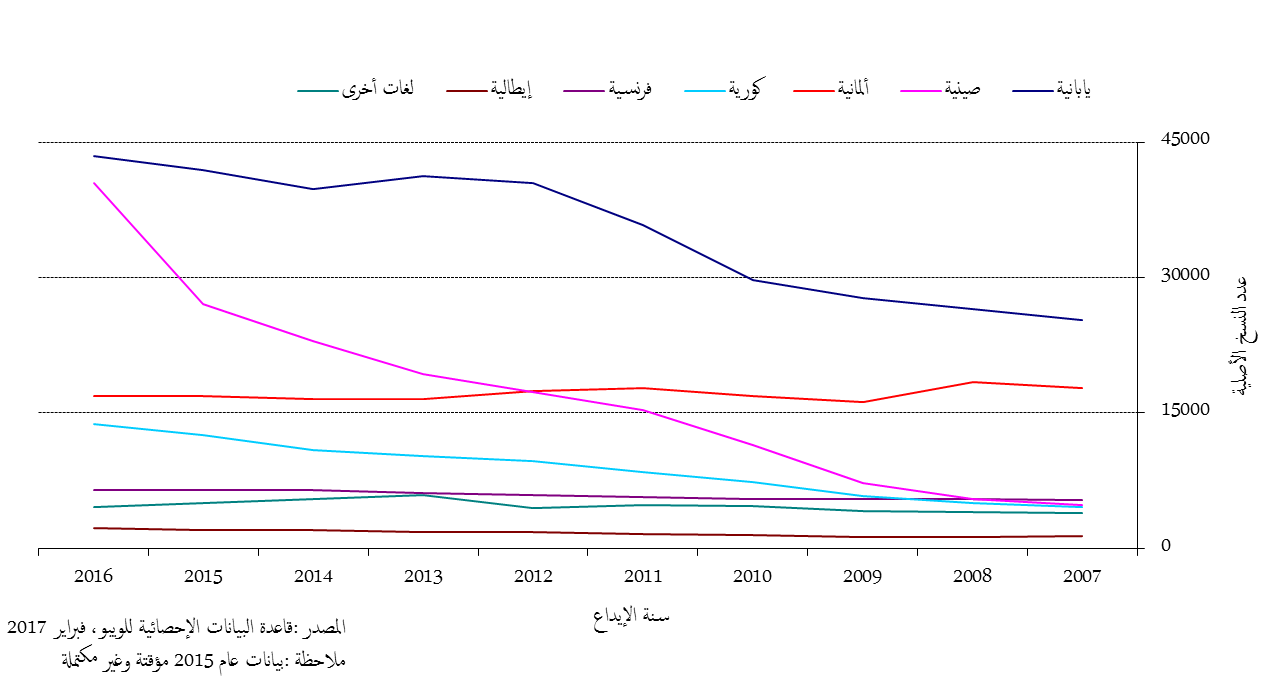 يابانية صينية ألمانية كورية فرنسية إيطالية لغات أخرى
45000
30000
15000
0
عدد النسخ الأصلية
2007 2008 2009 2010 2011 2012 2013 2014 2015 2016
سنة الإيداع
المصدر :قاعدة البيانات الإحصائية للويبو، فبراير 2017
ملاحظة :بيانات عام 2015 مؤقتة وغير مكتملة